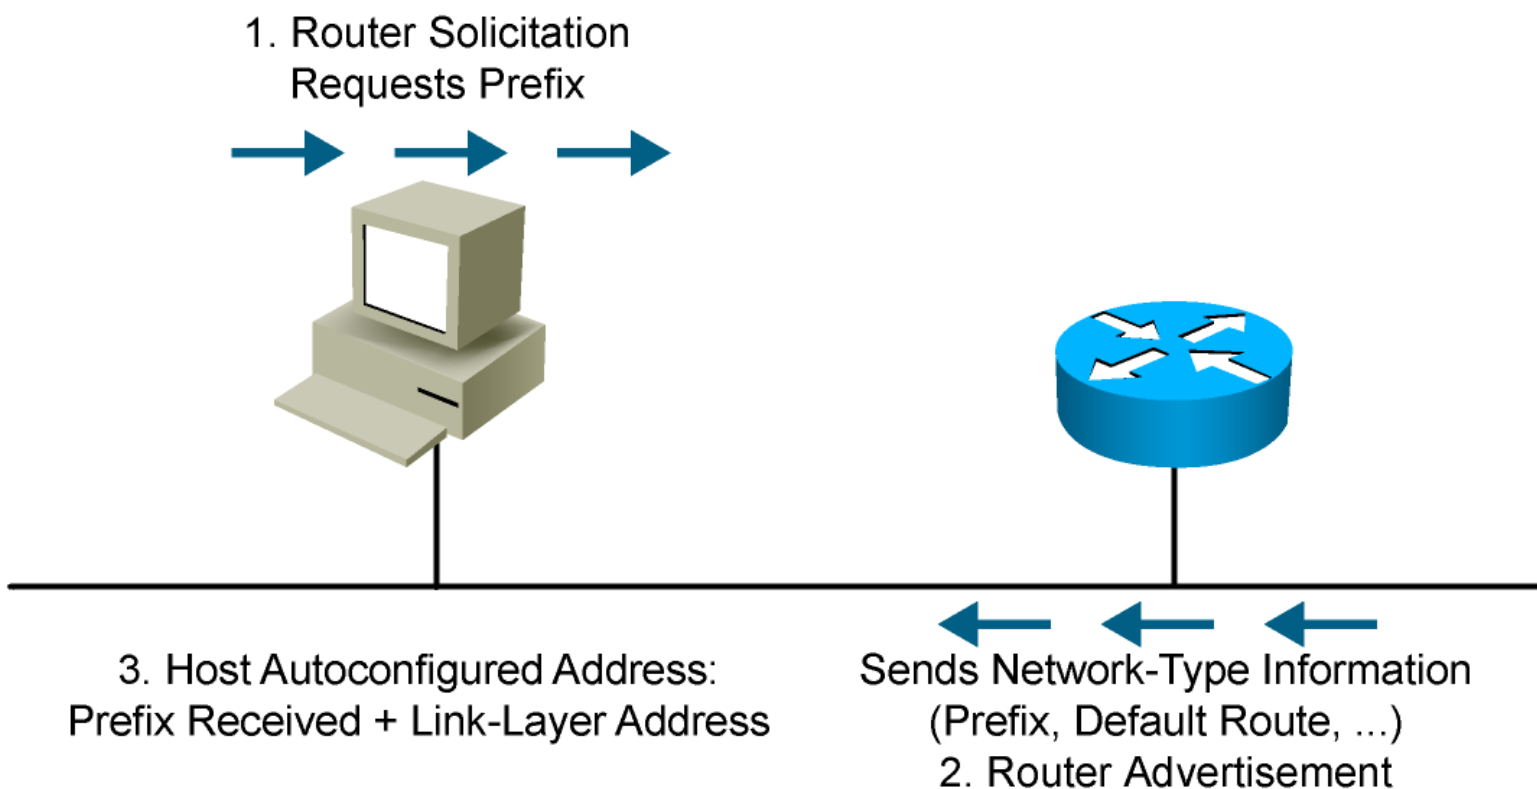 1. Router Solicitation
Requests Prefix
3. Host Autoconfigured Address:
Prefix Received + Link-Layer Address
Sends Network-Type Information
(Prefix, Default Route, ...)
2. Router Advertisement